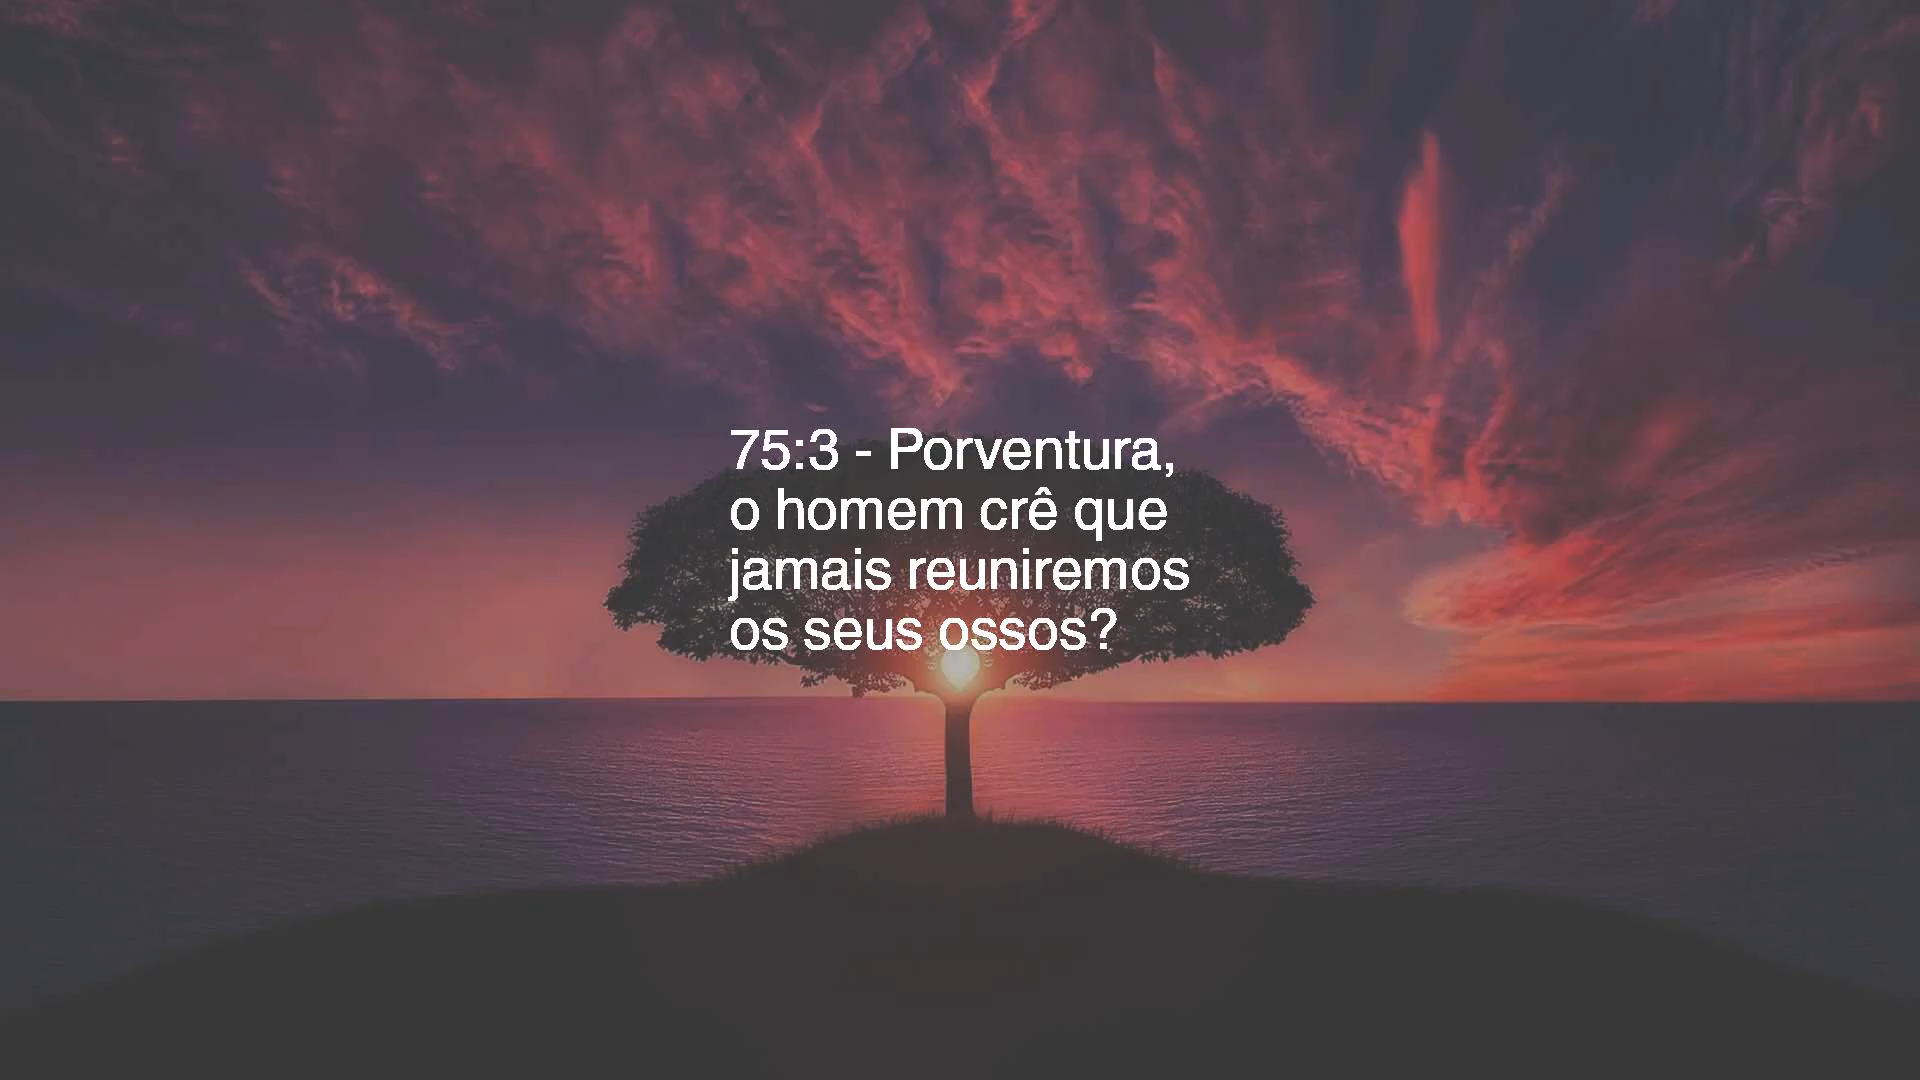 75:3 - Porventura,
o homem crê que
jamais reuniremos
os seus ossos?